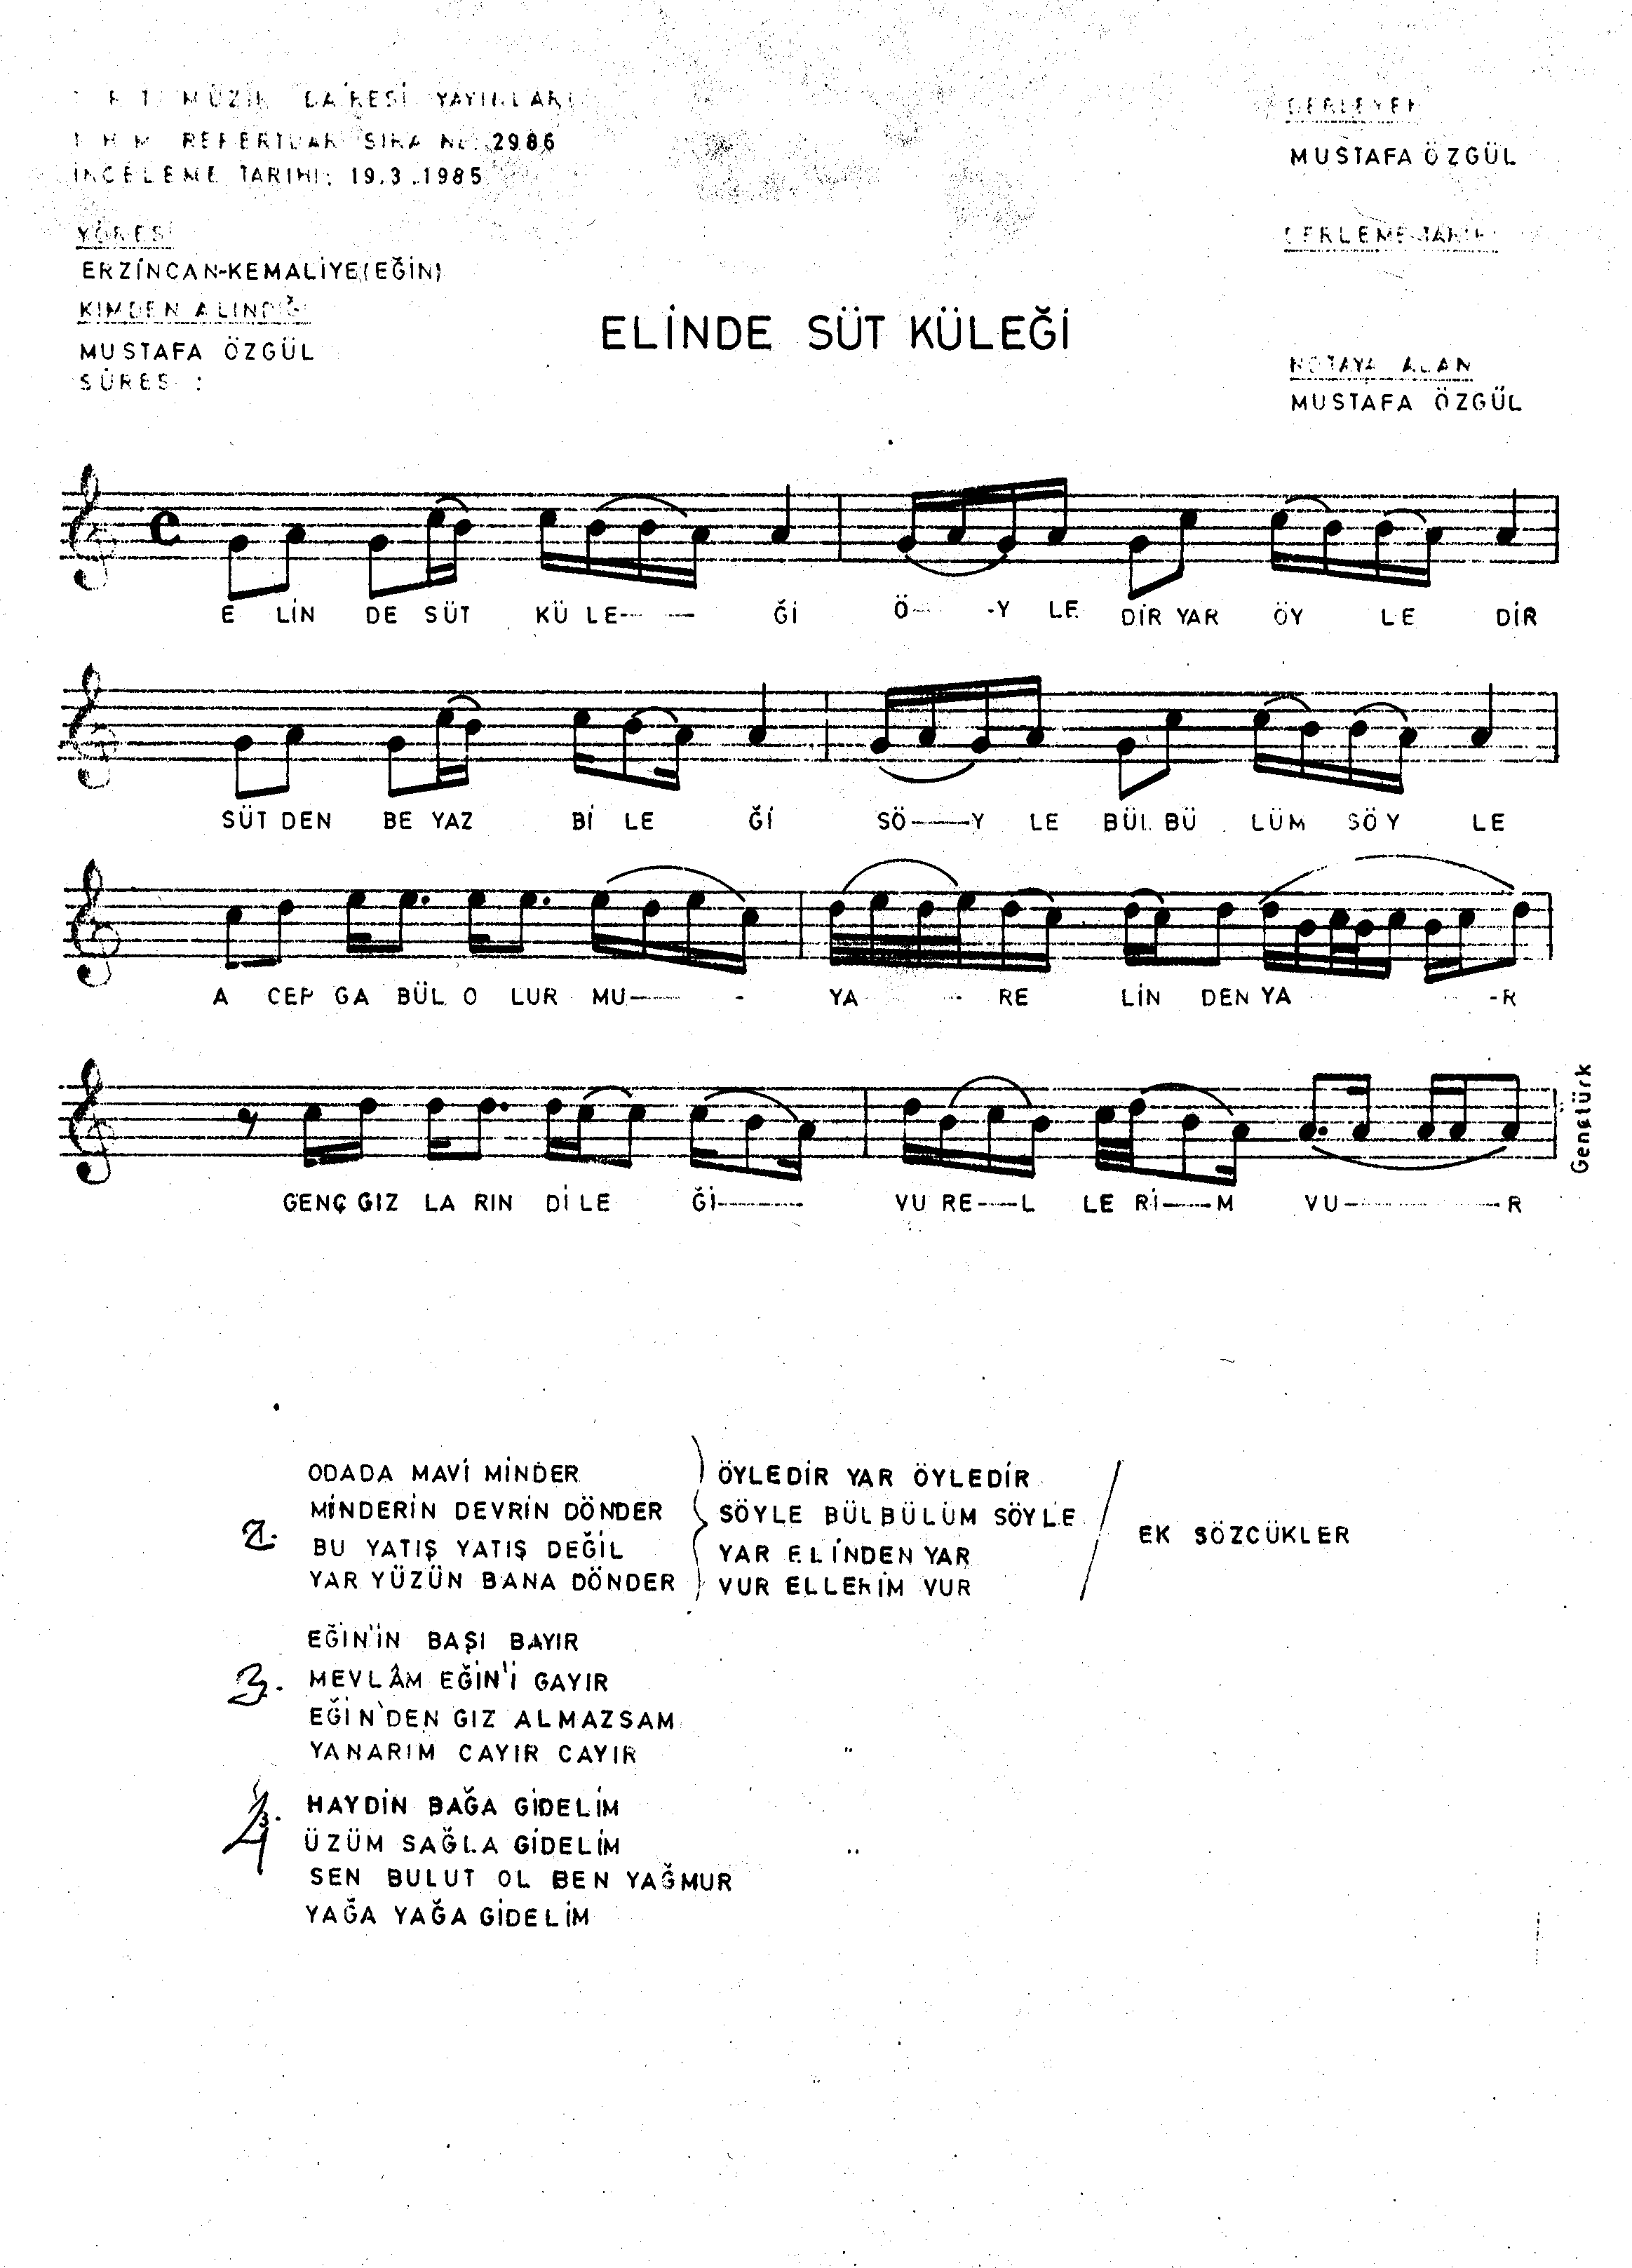 T R T MÜZİK DAİRESİ YAYINLARI
T H M REPERTUAR SIRA No: 2986
İNCELEME TARİHİ: 19.3.1985
DERLEYEN
MUSTAFA ÖZGÜL
YÖRESİ
ERZİNCAN-KEMALİYE(EĞİN)
DERLEME TARİHİ
KİMDEN ALINDIĞI
MUSTAFA ÖZGÜL
SÜRESİ :
ELİNDE SÜT KÜLEĞİ
NOTAYA ALAN
MUSTAFA ÖZGÜL
E LİN DE SÜT KÜ LE---- ---- Ğİ Ö---- -Y LE DİR YAR ÖY LE DİR
SÜT DEN BE YAZ Bİ LE Ğİ SÖ----Y LE BÜL BÜ LÜM SÖY LE
A CEP GA BÜL O LUR MU---- - YA - RE LİN DEN YA -R
GENÇ GIZ LA RIN Dİ LE Ğİ---- VU RE----L LE Rİ----M VU---- ----R
Gençtürk
ODADA MAVİ MİNDER ÖYLEDİR YAR ÖYLEDİR
MİNDERİN DEVRİN DÖNDER SÖYLE BÜLBÜLÜM SÖYLE
2. BU YATIŞ YATIŞ DEĞİL YAR ELİNDEN YAR EK SÖZCÜKLER
YAR YÜZÜN BANA DÖNDER VUR ELLERİM VUR
EĞİN'İN BAŞI BAYIR
3. MEVLÂM EĞİN'İ GAYIR
EĞİN'DEN GIZ ALMAZSAM
YANARIM CAYIR CAYIR "
4. HAYDİN BAĞA GİDELİM
ÜZÜM SAĞLA GİDELİM "
SEN BULUT OL BEN YAĞMUR
YAĞA YAĞA GİDELİM